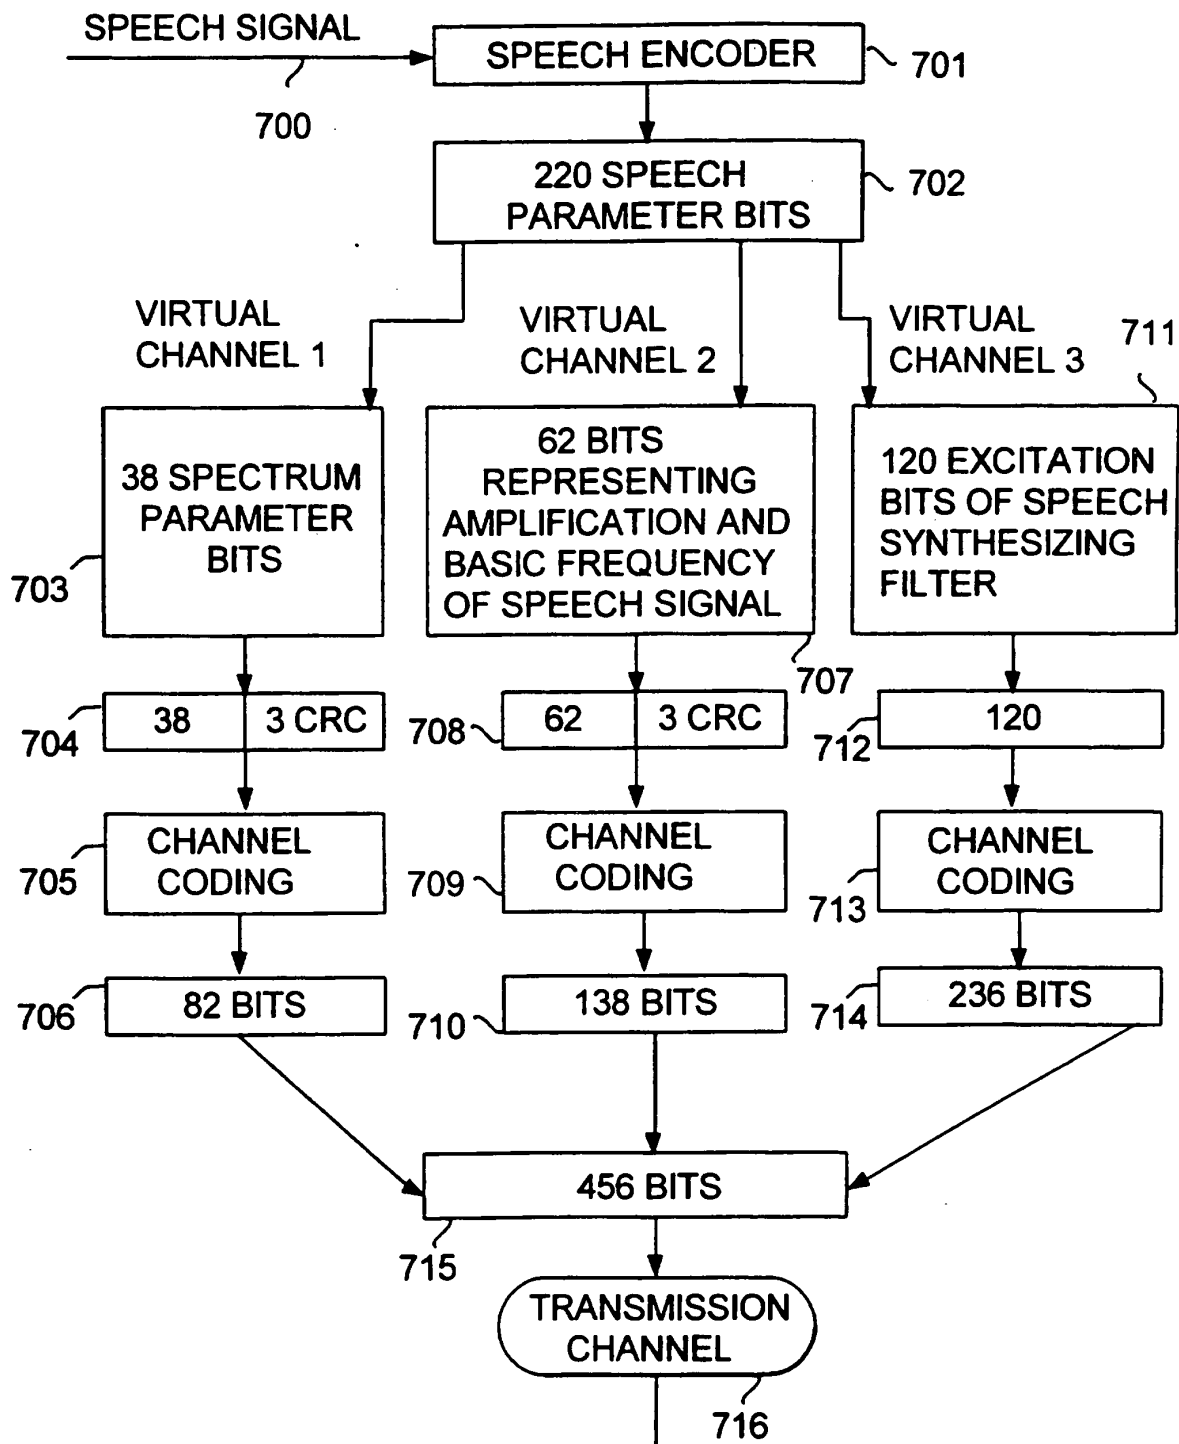 SPEECH SIGNAL
700
SPEECH ENCODER
701
220 SPEECH
PARAMETER BITS
702
VIRTUAL
CHANNEL 1
VIRTUAL
CHANNEL 2
VIRTUAL
CHANNEL 3
711
38 SPECTRUM
PARAMETER
BITS
703
62 BITS
REPRESENTING
AMPLIFICATION AND
BASIC FREQUENCY
OF SPEECH SIGNAL
707
120 EXCITATION
BITS OF SPEECH
SYNTHESIZING
FILTER
704
38
3 CRC
708
62
3 CRC
712
120
705
CHANNEL
CODING
709
CHANNEL
CODING
713
CHANNEL
CODING
706
82 BITS
710
138 BITS
714
236 BITS
456 BITS
715
TRANSMISSION
CHANNEL
716